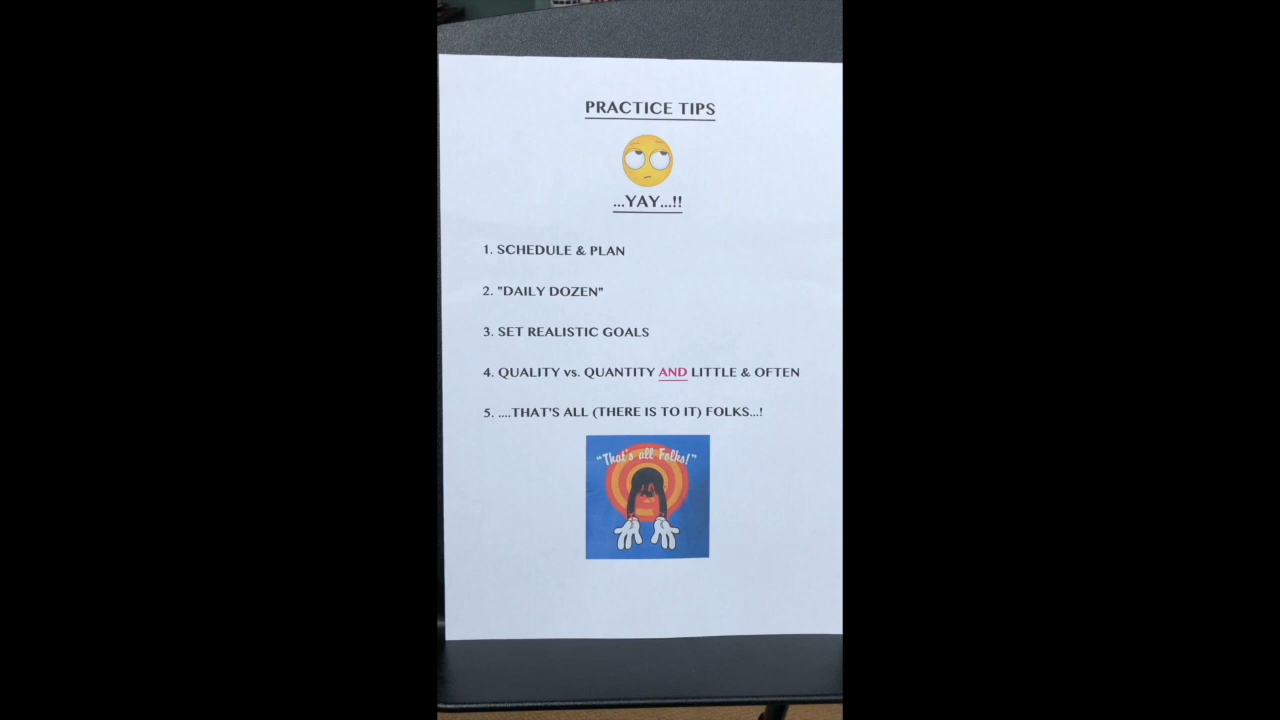 PRACTICE TIPS
...YAY...!!
1. SCHEDULE & PLAN
2. "DAILY DOZEN"
3. SET REALISTIC GOALS
4. QUALITY vs. QUANTITY AND LITTLE & OFTEN
5. ....THAT'S ALL (THERE IS TO IT) FOLKS...!
"That's all Folks!"